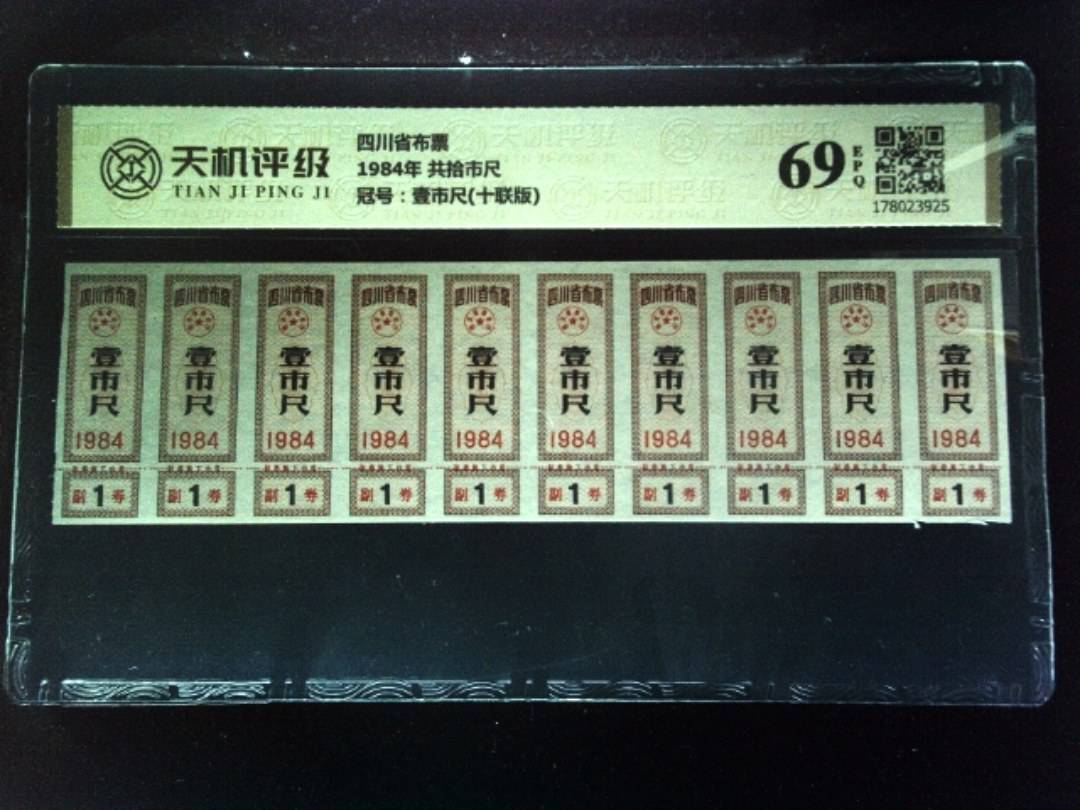 天机评级
TIAN JI PING JI
四川省布票
1984年 共拾市尺
冠号：壹市尺(十联版)
69
EPQ
178023925
四川省布票 四川省布票 四川省布票 四川省布票 四川省布票 四川省布票 四川省布票 四川省布票 四川省布票 四川省布票
壹市尺 壹市尺 壹市尺 壹市尺 壹市尺 壹市尺 壹市尺 壹市尺 壹市尺 壹市尺
1984 1984 1984 1984 1984 1984 1984 1984 1984 1984
副1券 副1券 副1券 副1券 副1券 副1券 副1券 副1券 副1券 副1券